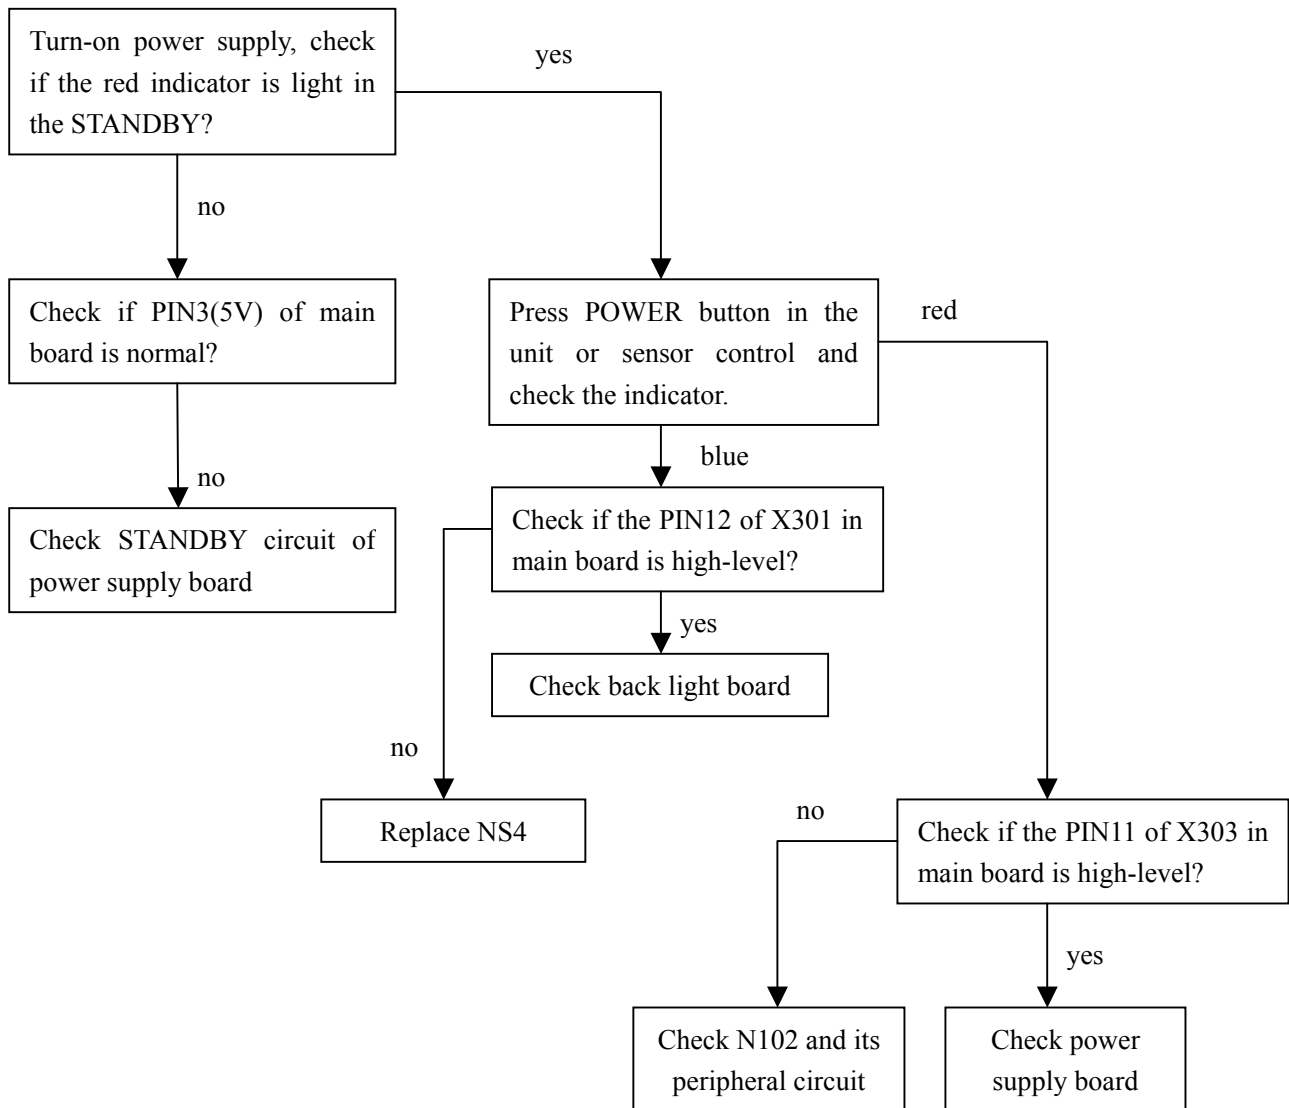 Turn-on power supply, check
if the red indicator is light in
the STANDBY?
yes
no
Check if PIN3(5V) of main
board is normal?
Press POWER button in the
unit or sensor control and
check the indicator.
red
blue
no
Check STANDBY circuit of
power supply board
Check if the PIN12 of X301 in
main board is high-level?
yes
Check back light board
no
Replace NS4
no
Check if the PIN11 of X303 in
main board is high-level?
yes
Check N102 and its
peripheral circuit
Check power
supply board